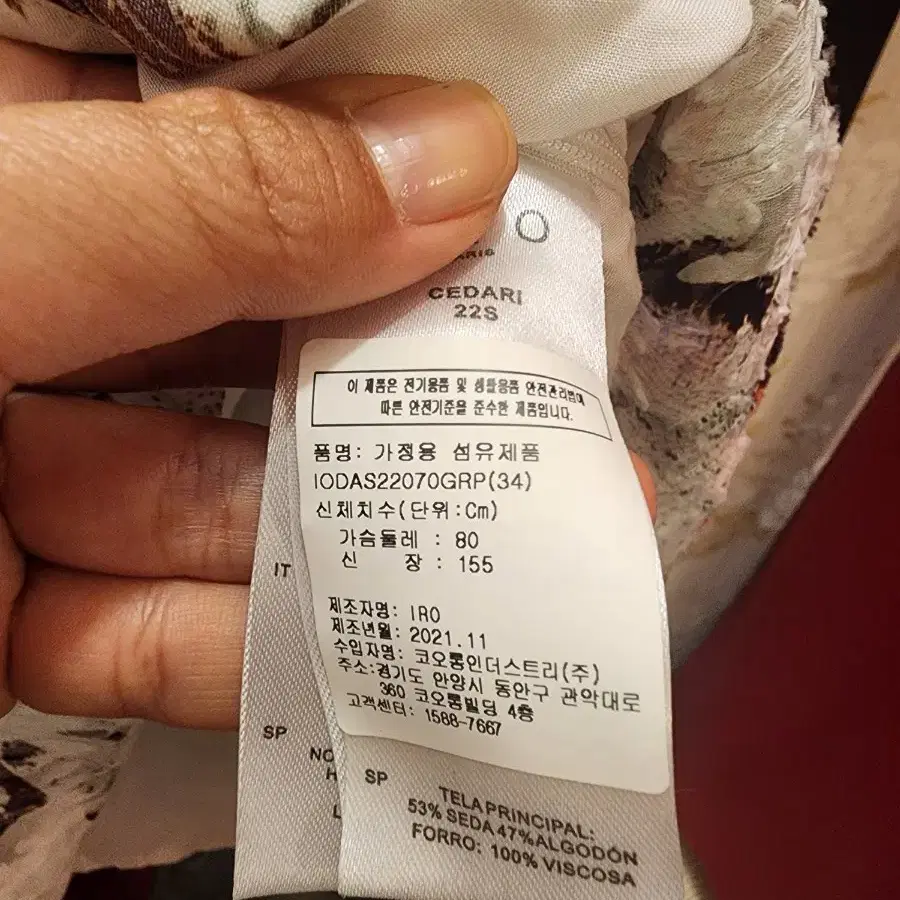 O
CEDARI
22S
이 제품은 전기용품 및 생활용품 안전관리법에
따른 안전기준을 준수한 제품입니다.
품명: 가정용 섬유제품
IODAS22070GRP(34)
신체치수(단위:Cm)
가슴둘레 : 80
신 장 : 155
제조자명: IRO
제조년월: 2021.11
수입자명: 코오롱인더스트리(주)
주소:경기도 안양시 동안구 관악대로
360 코오롱빌딩 4층
고객센터: 1588-7667
IT
SP
SP
TELA PRINCIPAL:
53% SEDA 47%ALGODÓN
FORRO: 100% VISCOSA